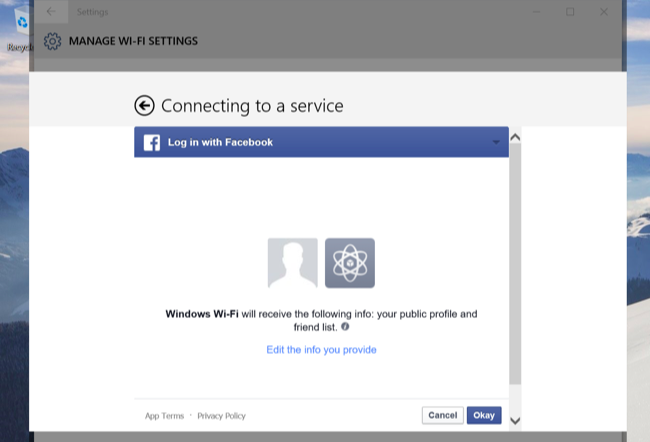 Settings
Recycle
MANAGE WI-FI SETTINGS
Connecting to a service
Log in with Facebook
Windows Wi-Fi will receive the following info: your public profile and
friend list.
Edit the info you provide
App Terms · Privacy Policy
Cancel
Okay